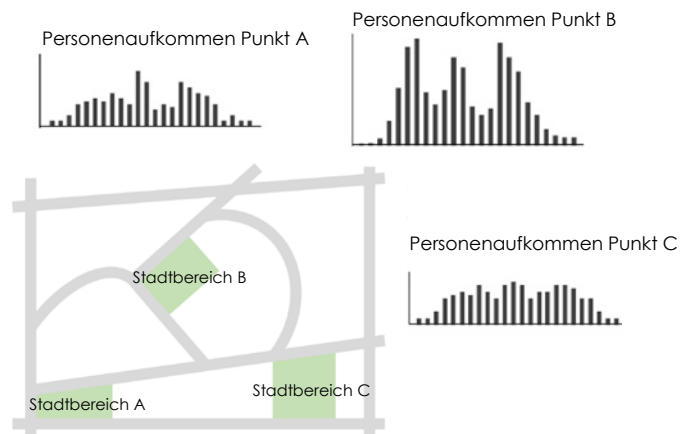 Personenaufkommen Punkt A
Personenaufkommen Punkt B
Personenaufkommen Punkt C
Stadtbereich B
Stadtbereich A
Stadtbereich C